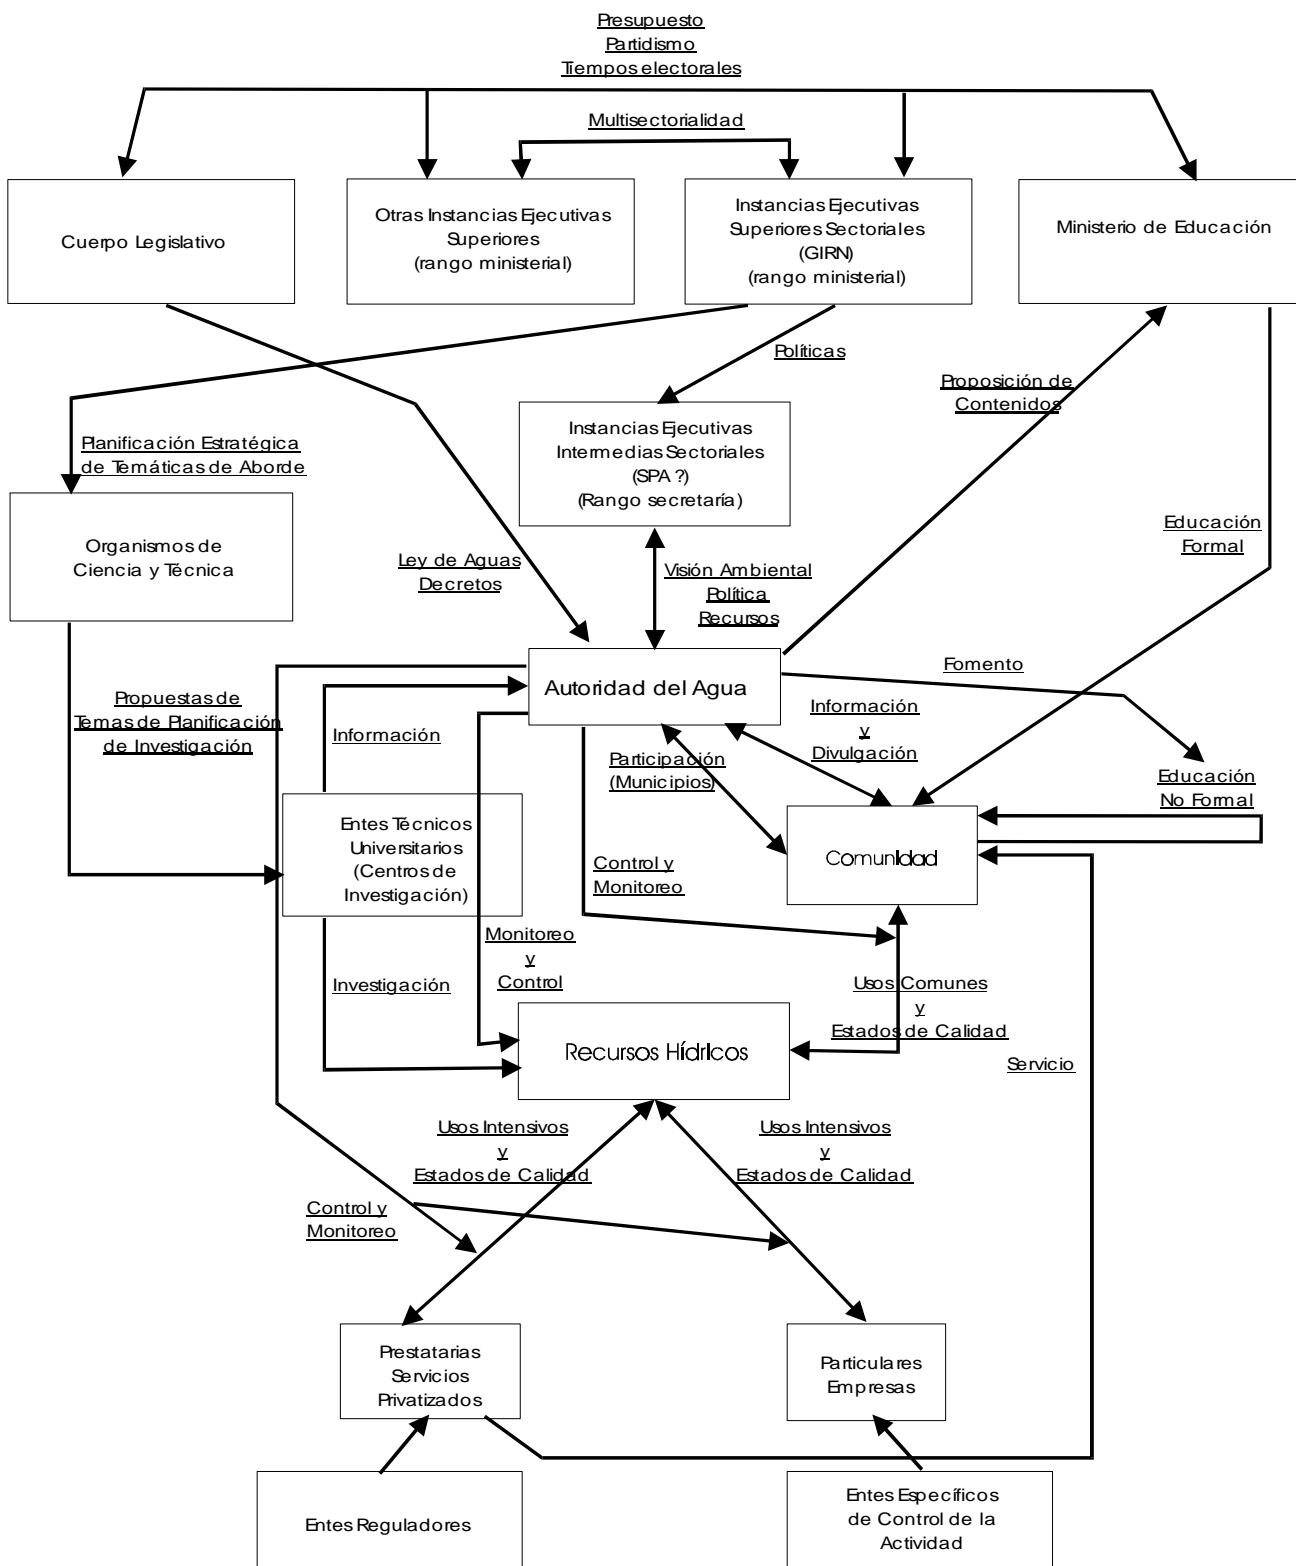 Presupuesto
Partidismo
Tiempos electorales
Multisectorialidad
Cuerpo Legislativo
Otras Instancias Ejecutivas
Superiores
(rango ministerial)
Instancias Ejecutivas
Superiores Sectoriales
(GIRN)
(rango ministerial)
Ministerio de Educación
Políticas
Proposición de
Contenidos
Planificación Estratégica
de Temáticas de Aborde
Instancias Ejecutivas
Intermedias Sectoriales
(SPA ?)
(Rango secretaría)
Organismos de
Ciencia y Técnica
Educación
Formal
Ley de Aguas
Decretos
Visión Ambiental
Política
Recursos
Autoridad del Agua
Fomento
Propuestas de
Temas de Planificación
de Investigación
Información
Información
y
Divulgación
Participación
(Municipios)
Educación
No Formal
Entes Técnicos
Universitarios
(Centros de
Investigación)
Comunidad
Control y
Monitoreo
Monitoreo
y
Control
Investigación
Usos Comunes
y
Estados de Calidad
Recursos Hídricos
Servicio
Usos Intensivos
y
Estados de Calidad
Usos Intensivos
y
Estados de Calidad
Control y
Monitoreo
Prestatarias
Servicios
Privatizados
Particulares
Empresas
Entes Reguladores
Entes Específicos
de Control de la
Actividad